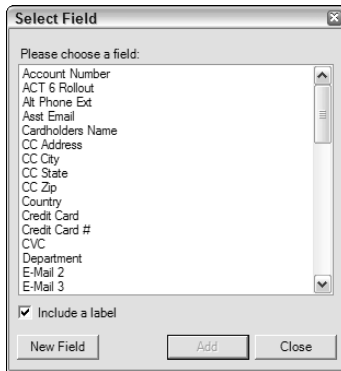 Select Field
Please choose a field:
Account Number
ACT 6 Rollout
Alt Phone Ext
Asst Email
Cardholders Name
CC Address
CC City
CC State
CC Zip
Country
Credit Card
Credit Card #
CVC
Department
E-Mail 2
E-Mail 3
Include a label
New Field Add Close